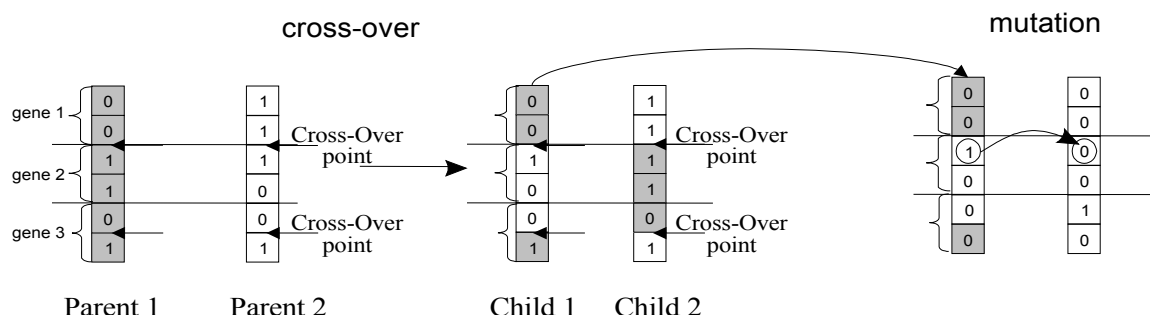 cross-over
mutation
gene 1
gene 2
gene 3
0
0
1
1
0
1
1
1
1
0
0
1
Cross-Over
point
Cross-Over
point
0
0
1
0
0
1
1
1
1
1
0
1
Cross-Over
point
Cross-Over
point
0
0
1
0
0
0
0
0
0
0
1
0
Parent 1
Parent 2
Child 1
Child 2